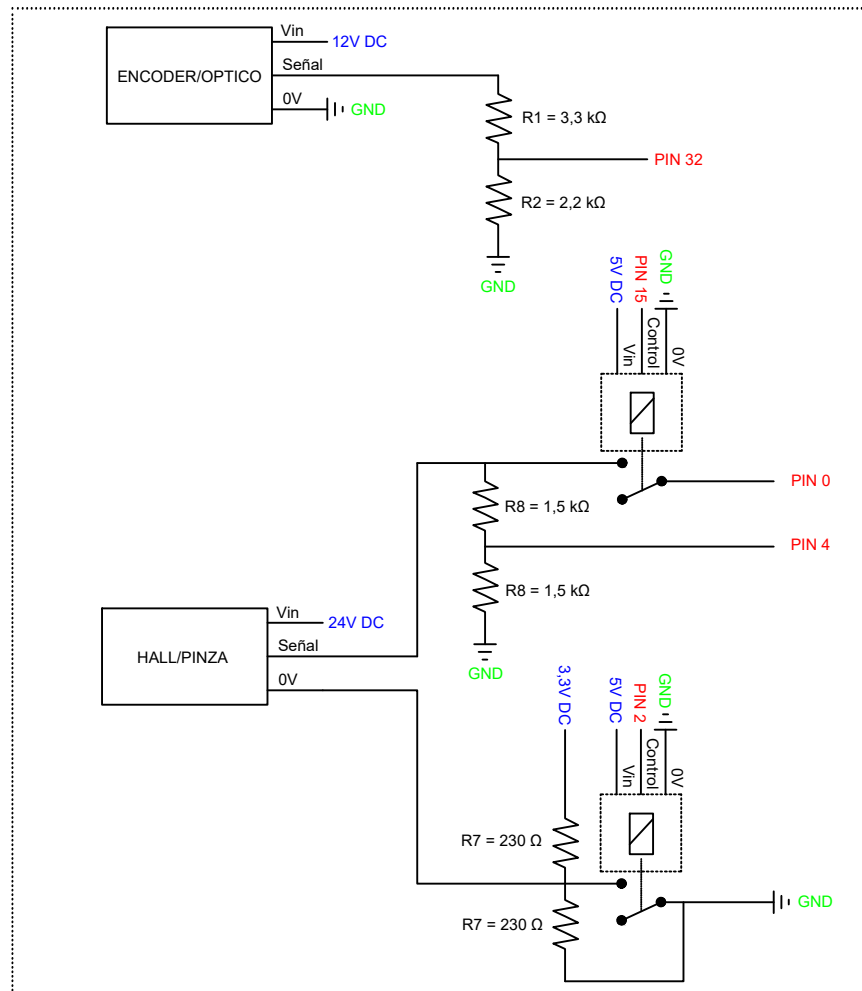 Vin
12V DC
ENCODER/OPTICO
Señal
0V
GND
R1 = 3,3 kΩ
PIN 32
R2 = 2,2 kΩ
GND
5V DC
PIN 15
GND
Vin
Control
0V
PIN 0
R8 = 1,5 kΩ
PIN 4
R8 = 1,5 kΩ
GND
Vin
24V DC
HALL/PINZA
Señal
0V
3,3V DC
5V DC
PIN 2
GND
Vin
Control
0V
R7 = 230 Ω
GND
R7 = 230 Ω